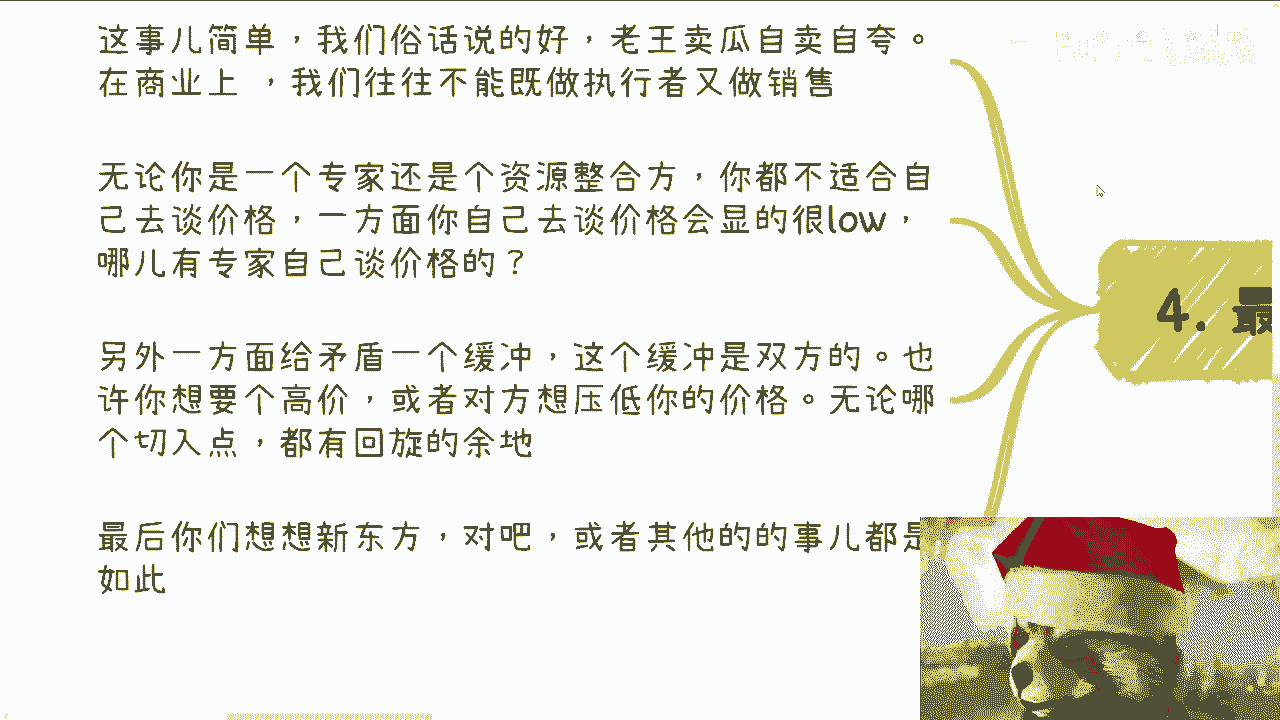 这事儿简单，我们俗话说的好，老王卖瓜自卖自夸。
在商业上 ，我们往往不能既做执行者又做销售
无论你是一个专家还是个资源整合方，你都不适合自
己去谈价格，一方面你自己去谈价格会显的很low，
哪儿有专家自己谈价格的？
另外一方面给矛盾一个缓冲，这个缓冲是双方的。也
许你想要个高价，或者对方想压低你的价格。无论哪
个切入点，都有回旋的余地
最后你们想想新东方，对吧，或者其他的的事儿都是
如此
4. 最